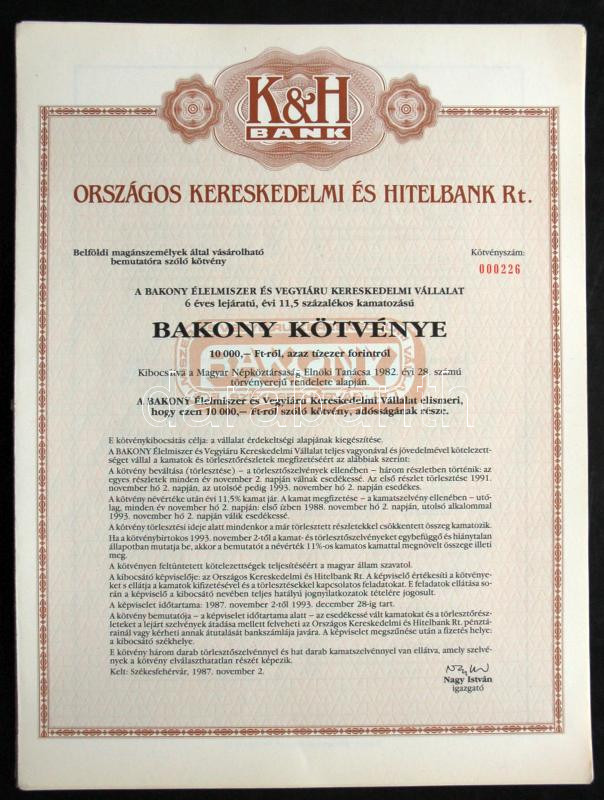 K&H
BANK
ORSZÁGOS KERESKEDELMI ÉS HITELBANK Rt.
Belföldi magánszemélyek által vásárolható
bemutatóra szóló kötvény
Kötvényszám:
000226
A BAKONY ÉLELMISZER ÉS VEGYIÁRU KERESKEDELMI VÁLLALAT
6 éves lejáratú, évi 11,5 százalékos kamatozású
BAKONY KÖTVÉNYE
10 000,— Ft-ról, azaz tízezer forintról
Kibocsátva a Magyar Népköztársaság Elnöki Tanácsa 1982. évi 28. számú
törvényerejű rendelete alapján.
A BAKONY Élelmiszer és Vegyiáru Kereskedelmi Vállalat elismeri,
hogy ezen 10 000,— Ft-ról szóló kötvény, adósságának része.
BAKONY
E kötvénykibocsátás célja: a vállalat érdekeltségi alapjának kiegészítése.
A BAKONY Élelmiszer és Vegyiáru Kereskedelmi Vállalat teljes vagyonával és jövedelmével kötelezett-
séget vállal a kamatok és törlesztőrészletek megfizetéséért az alábbiak szerint:
A kötvény beváltása (törlesztése) – a törlesztőszelvények ellenében – három részletben történik: az
egyes részletek minden év november 2. napján válnak esedékessé. Az első részlet törlesztése 1991.
november hó 2. napján, az utolsóé pedig 1993. november hó 2. napján esedékes.
A kötvény névértéke után évi 11,5% kamat jár. A kamat megfizetése – a kamatszelvény ellenében – utó-
lag, minden év november hó 2. napján: első ízben 1988. november hó 2. napján, utolsó alkalommal
1993. november hó 2. napján válik esedékessé.
A kötvény törlesztési ideje alatt mindenkor a már törlesztett részletekkel csökkentett összeg kamatozik.
Ha a kötvénybirtokos 1993. november 2-től a kamat- és törlesztőszelvényeket egybefüggő és hiánytalan
állapotban mutatja be, akkor a bemutatót a névérték 11%-os kamatos kamattal megnövelt összege illeti
meg.
A kötvényen feltüntetett kötelezettségek teljesítéséért a magyar állam szavatol.
A kibocsátó képviselője: az Országos Kereskedelmi és Hitelbank Rt. A képviselő értékesíti a kötvénye-
ket s ellátja a kamatok kifizetésével és a törlesztésekkel kapcsolatos feladatokat. E feladatok ellátása so-
rán a képviselő a kibocsátó nevében teljes hatályú jognyilatkozatok tételére jogosult.
A képviselet időtartama: 1987. november 2-től 1993. december 28-ig tart.
A kötvény bemutatója – a képviselet időtartama alatt – az esedékessé vált kamatokat és a törlesztőrész-
leteket a lejárt szelvények átadása mellett felveheti az Országos Kereskedelmi és Hitelbank Rt. pénztá-
rainál vagy kérheti annak átutalását bankszámlája javára. A képviselet megszűnése után a fizetés helye:
a kibocsátó székhelye.
E kötvény három darab törlesztőszelvénnyel és hat darab kamatszelvénnyel van ellátva, amely szelvé-
nyek a kötvény elválaszthatatlan részét képezik.
Kelt: Székesfehérvár, 1987. november 2.
Nagy István
igazgató